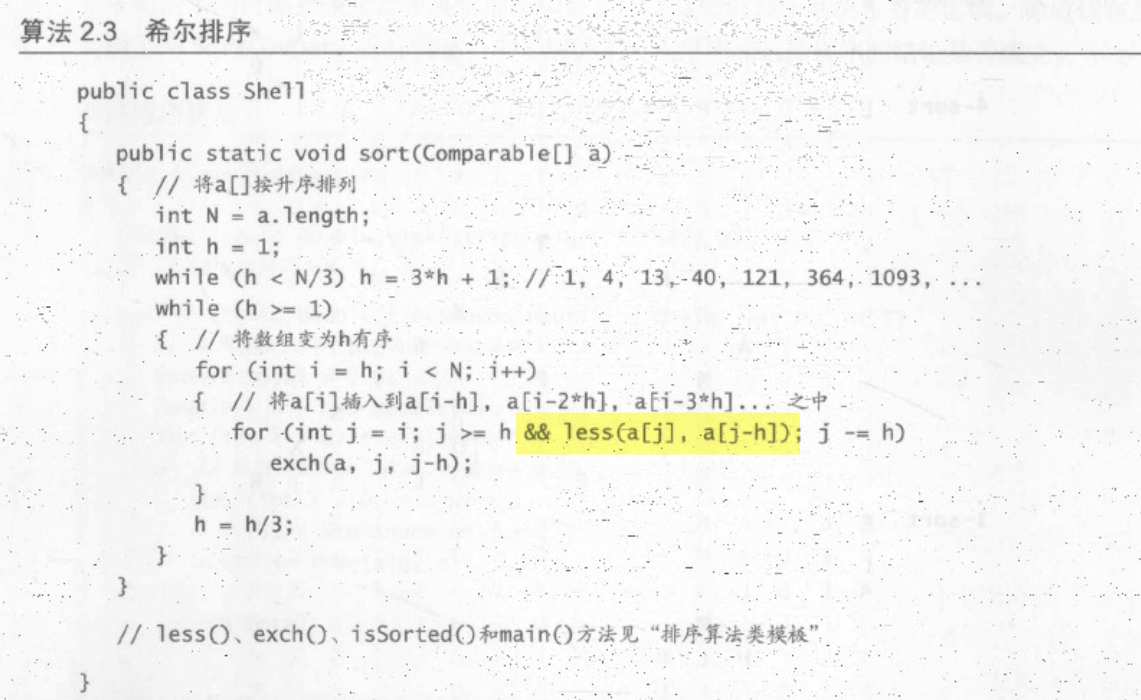 算法 2.3 希尔排序
public class Shell
{
public static void sort(Comparable[] a)
{ // 将a[]按升序排列
int N = a.length;
int h = 1;
while (h < N/3) h = 3*h + 1; // 1, 4, 13, 40, 121, 364, 1093, ...
while (h >= 1)
{ // 将数组变为h有序
for (int i = h; i < N; i++)
{ // 将a[i]插入到a[i-h], a[i-2*h], a[i-3*h]... 之中
for (int j = i; j >= h && less(a[j], a[j-h]); j -= h)
exch(a, j, j-h);
}
h = h/3;
}
}
// less()、exch()、isSorted()和main()方法见“排序算法类模板”
}